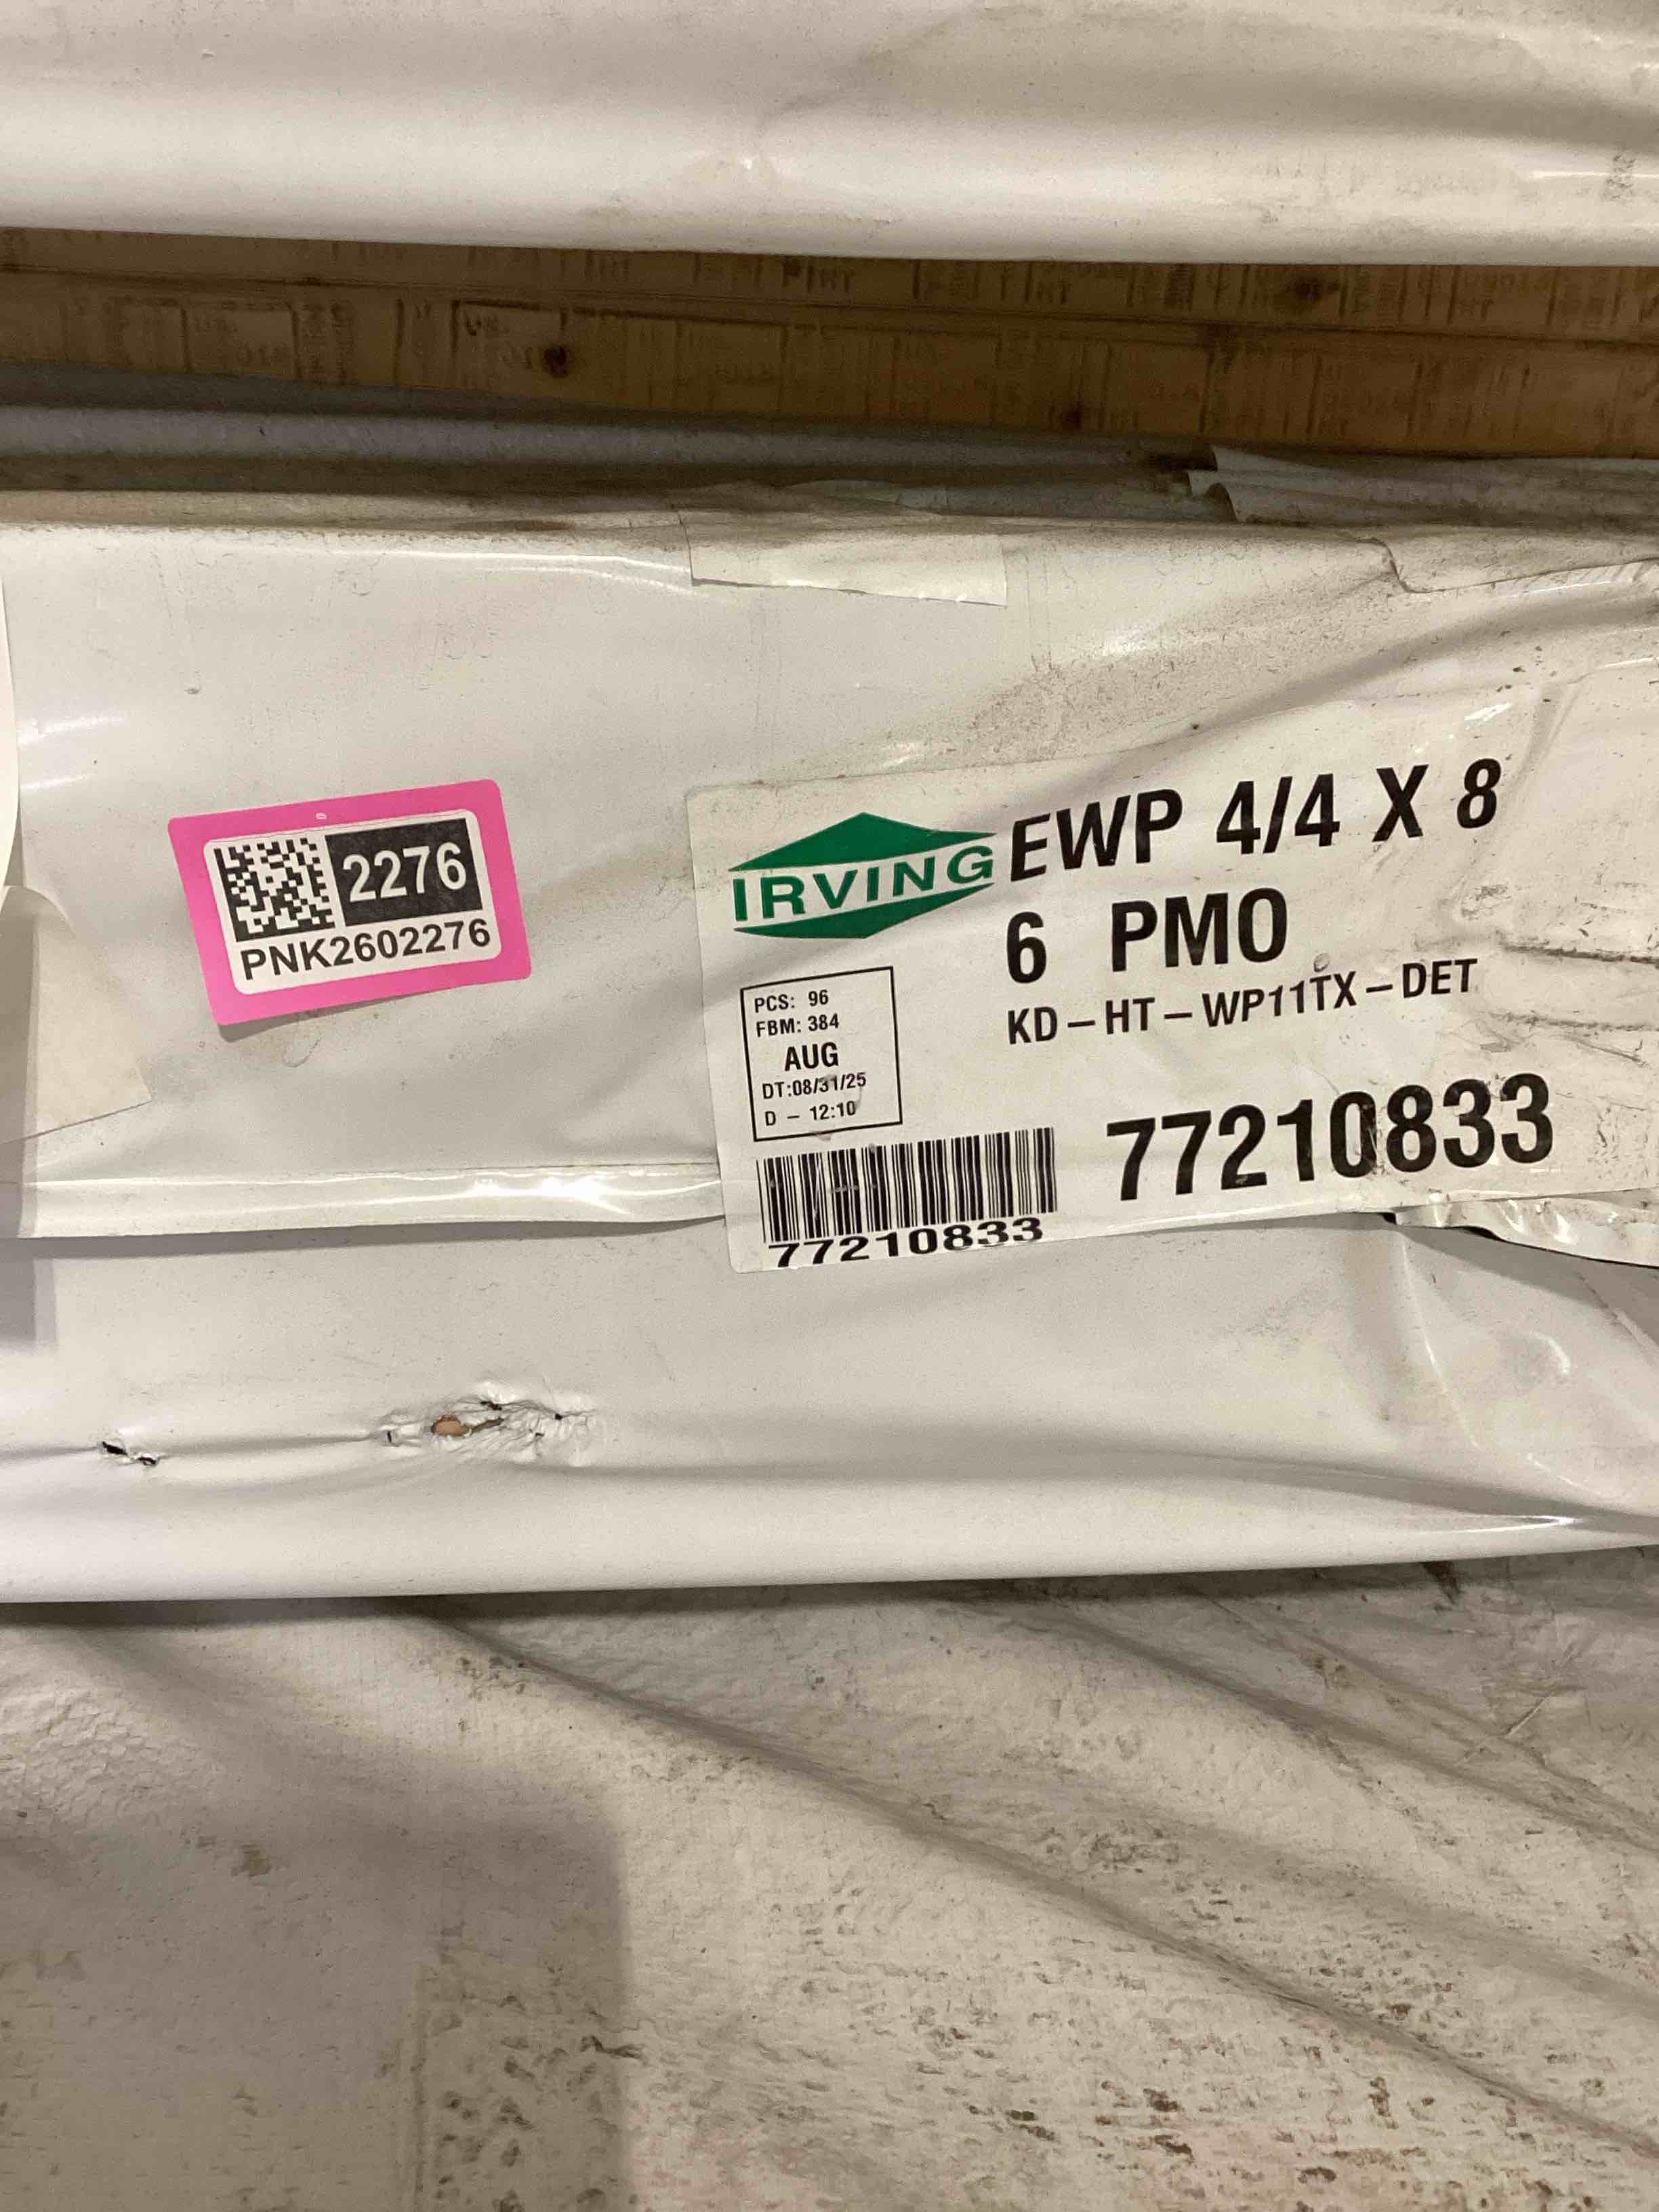 2276
PNK2602276
IRVING
EWP 4/4 X 8
6 PMO
KD-HT-WP11TX-DET
PCS: 96
FBM: 384
AUG
DT:08/31/25
D - 12:10
77210833
77210833